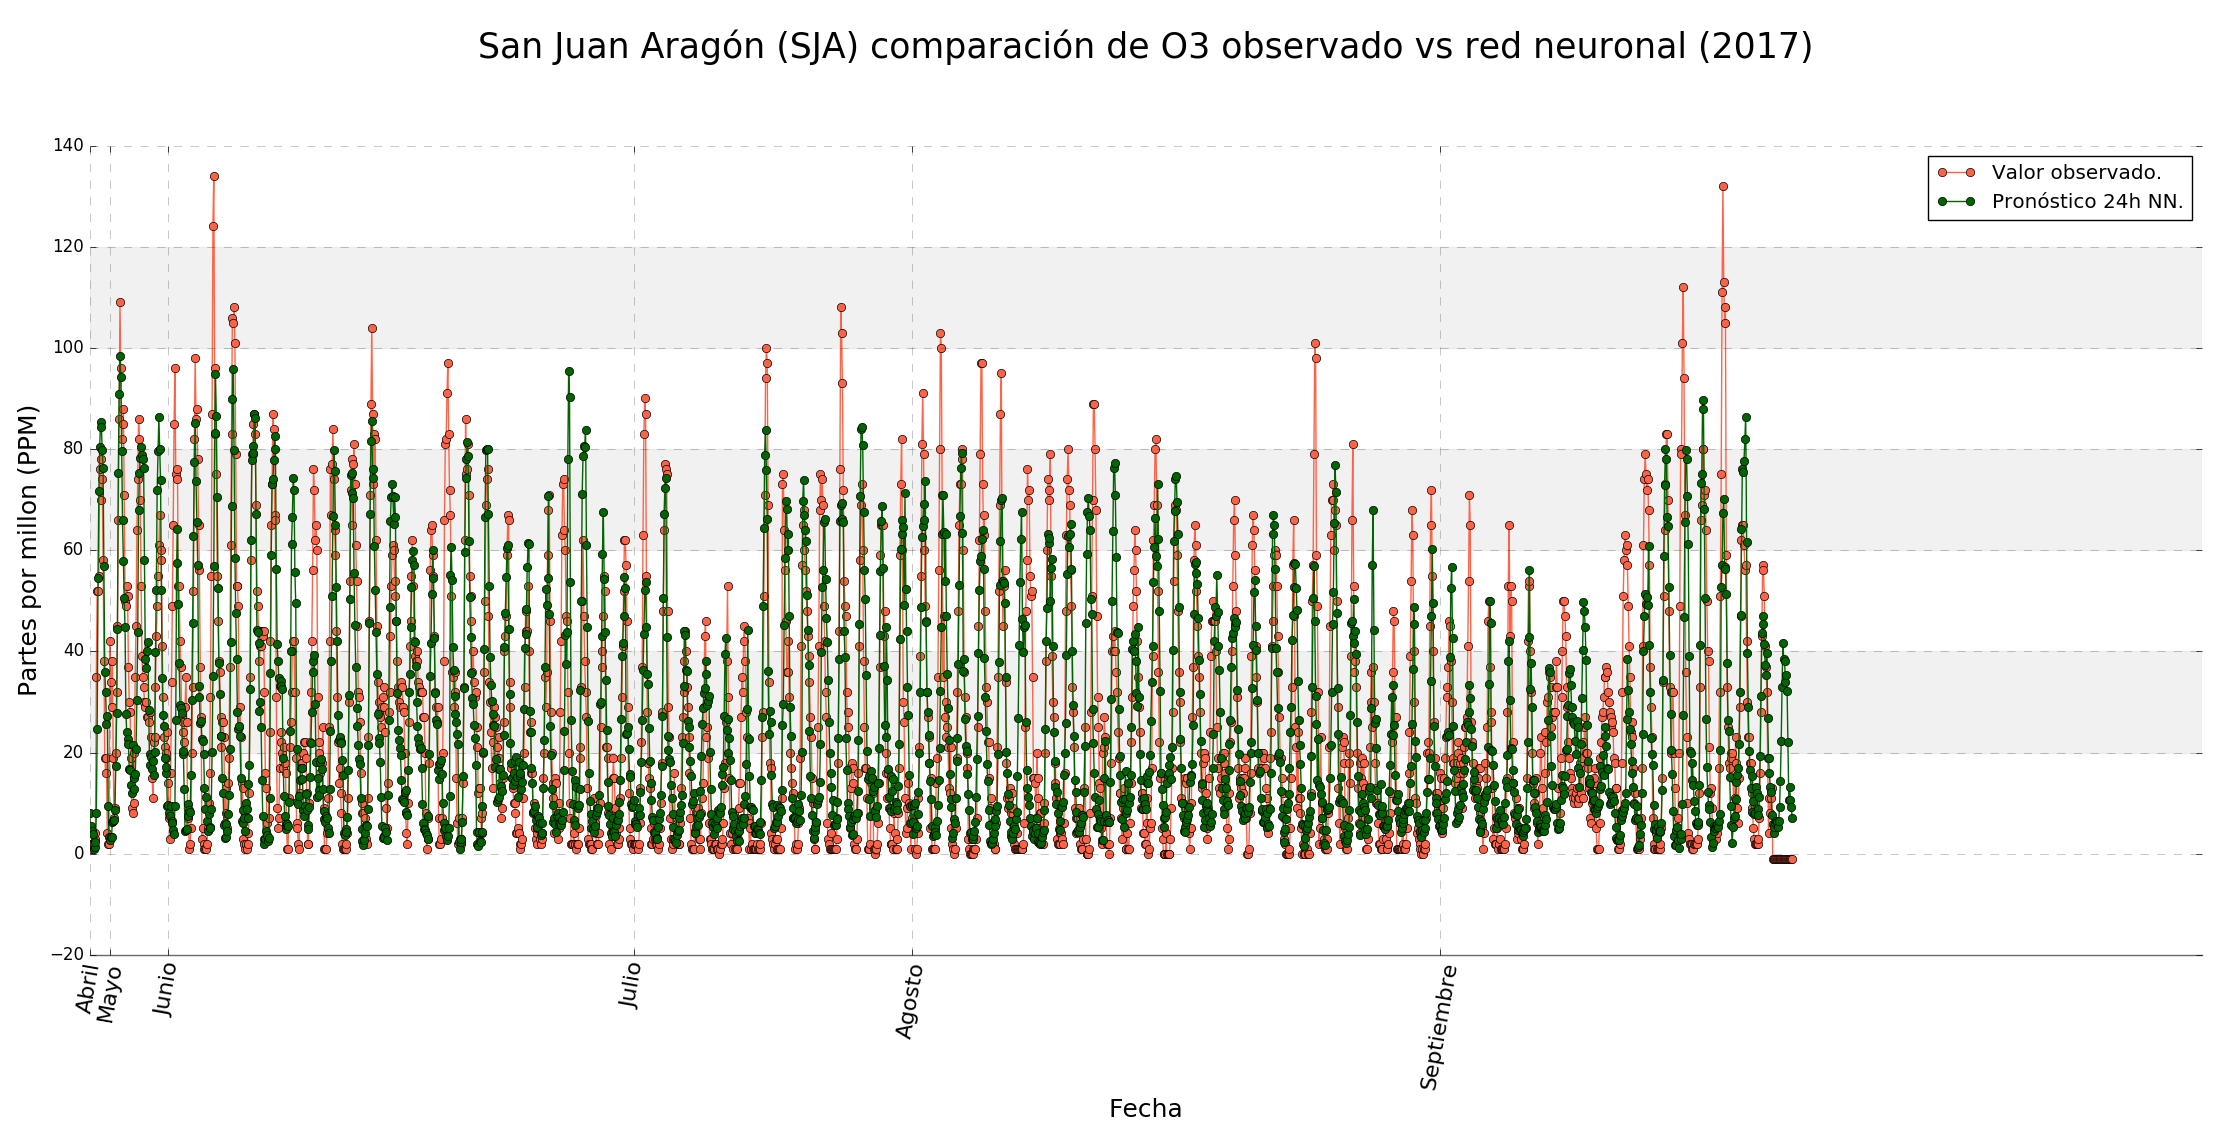 San Juan Aragón (SJA) comparación de O3 observado vs red neuronal (2017)
140
120
100
80
60
40
20
0
−20
Partes por millon (PPM)
Valor observado.
Pronóstico 24h NN.
Abril
Mayo
Junio
Julio
Agosto
Septiembre
Fecha